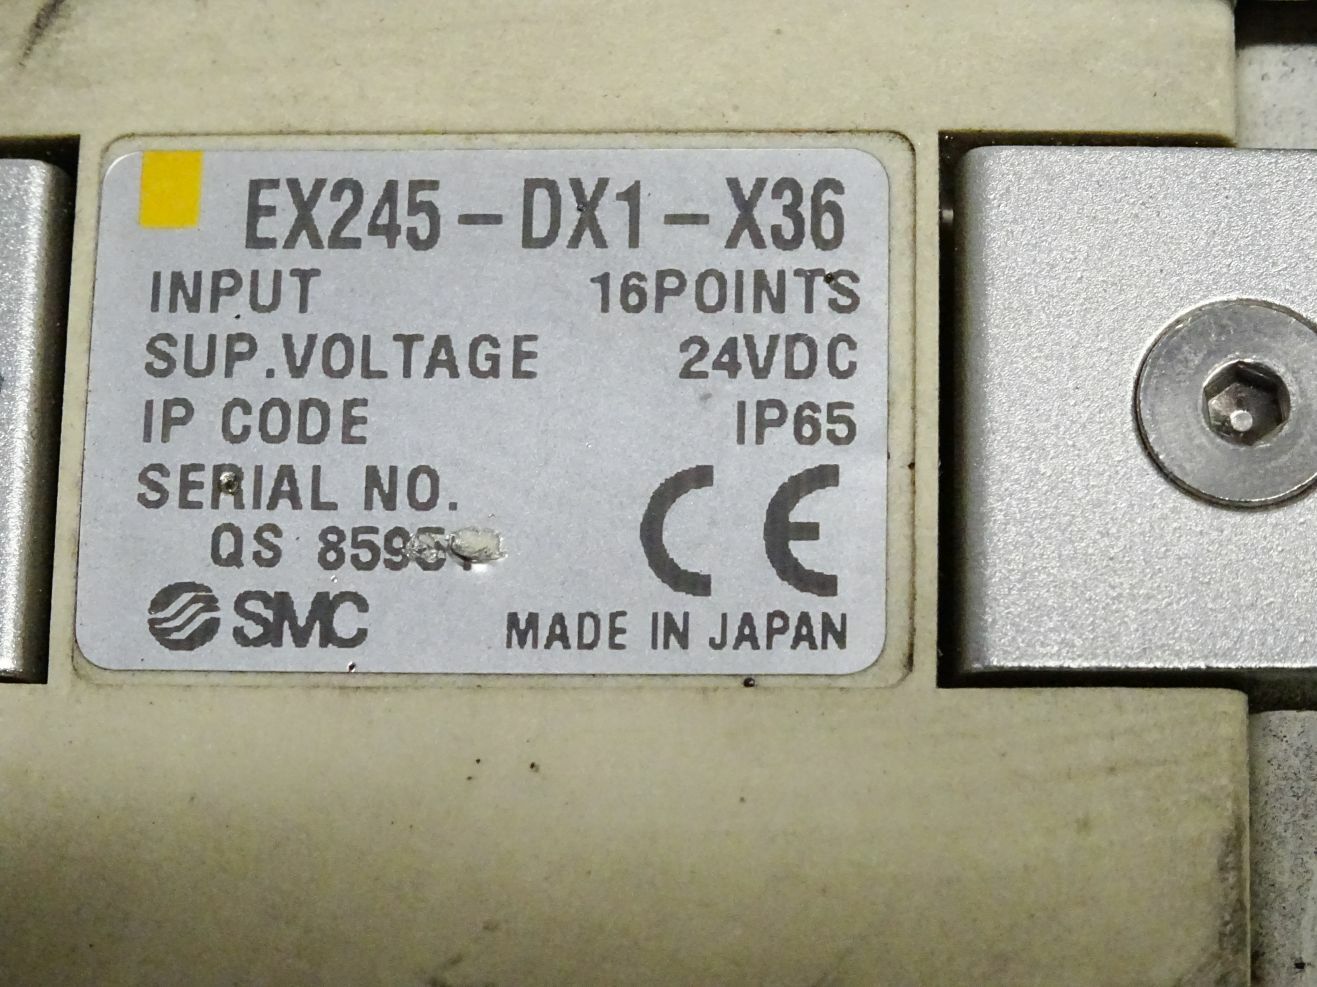 EX245-DX1-X36
INPUT 16POINTS
SUP.VOLTAGE 24VDC
IP CODE IP65
SERIAL NO.
QS
CE
SMC
MADE IN JAPAN